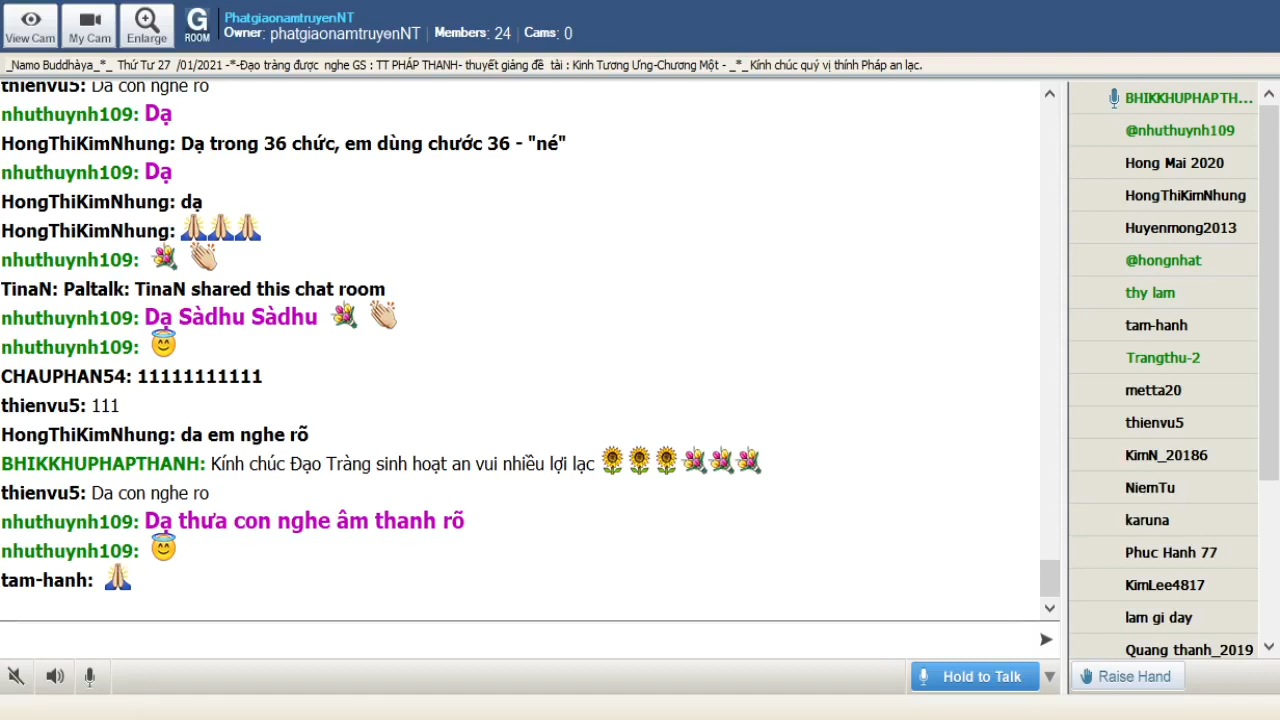 View Cam
My Cam
Enlarge
G
ROOM
PhatgiaonamtruyenNT
Owner: phatgiaonamtruyenNT | Members: 24 | Cams: 0
_Namo Buddhàya_*_ Thứ Tư 27 /01/2021 -*-Đạo tràng được nghe GS : TT PHÁP THANH- thuyết giảng đề tài : Kinh Tương Ưng-Chương Một - _*_Kính chúc quý vị thính Pháp an lạc.
thienvu5: Da con nghe ro
nhuthuynh109: Dạ
HongThiKimNhung: Dạ trong 36 chức, em dùng chước 36 - "né"
nhuthuynh109: Dạ
HongThiKimNhung: dạ
HongThiKimNhung: 🙏🙏🙏
nhuthuynh109: 💐 👏
TinaN: Paltalk: TinaN shared this chat room
nhuthuynh109: Dạ Sàdhu Sàdhu 💐 👏
nhuthuynh109: 😇
CHAUPHAN54: 11111111111
thienvu5: 111
HongThiKimNhung: da em nghe rõ
BHIKKHUPHAPTHANH: Kính chúc Đạo Tràng sinh hoạt an vui nhiều lợi lạc 🌻🌻🌻💐💐💐
thienvu5: Da con nghe ro
nhuthuynh109: Dạ thưa con nghe âm thanh rõ
nhuthuynh109: 😇
tam-hanh: 🙏
Hold to Talk
BHIKKHUPHAPTH...
@nhuthuynh109
Hong Mai 2020
HongThiKimNhung
Huyenmong2013
@hongnhat
thy lam
tam-hanh
Trangthu-2
metta20
thienvu5
KimN_20186
NiemTu
karuna
Phuc Hanh 77
KimLee4817
lam gi day
Quang thanh_2019
Raise Hand